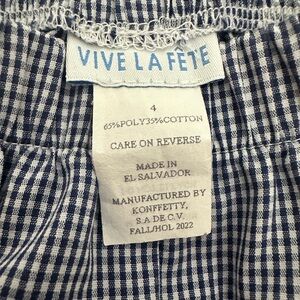 VIVE LA FÊTE
4
65%POLY35%COTTON
CARE ON REVERSE
MADE IN
EL SALVADOR
MANUFACTURED BY
KONFFETTY,
S.A DE C.V.
FALL/HOL 2022